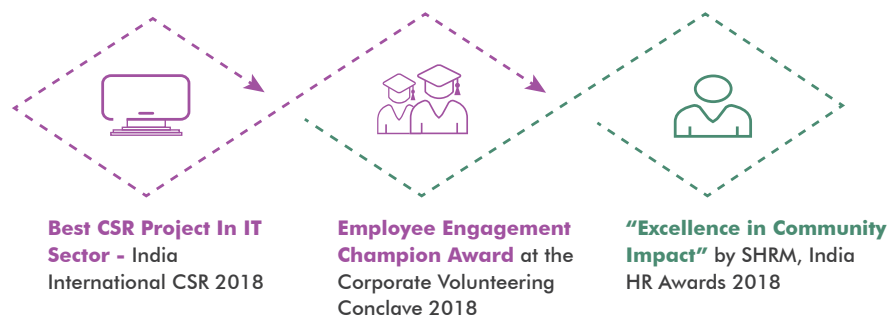 Best CSR Project In IT
Sector - India
International CSR 2018
Employee Engagement
Champion Award at the
Corporate Volunteering
Conclave 2018
“Excellence in Community
Impact” by SHRM, India
HR Awards 2018